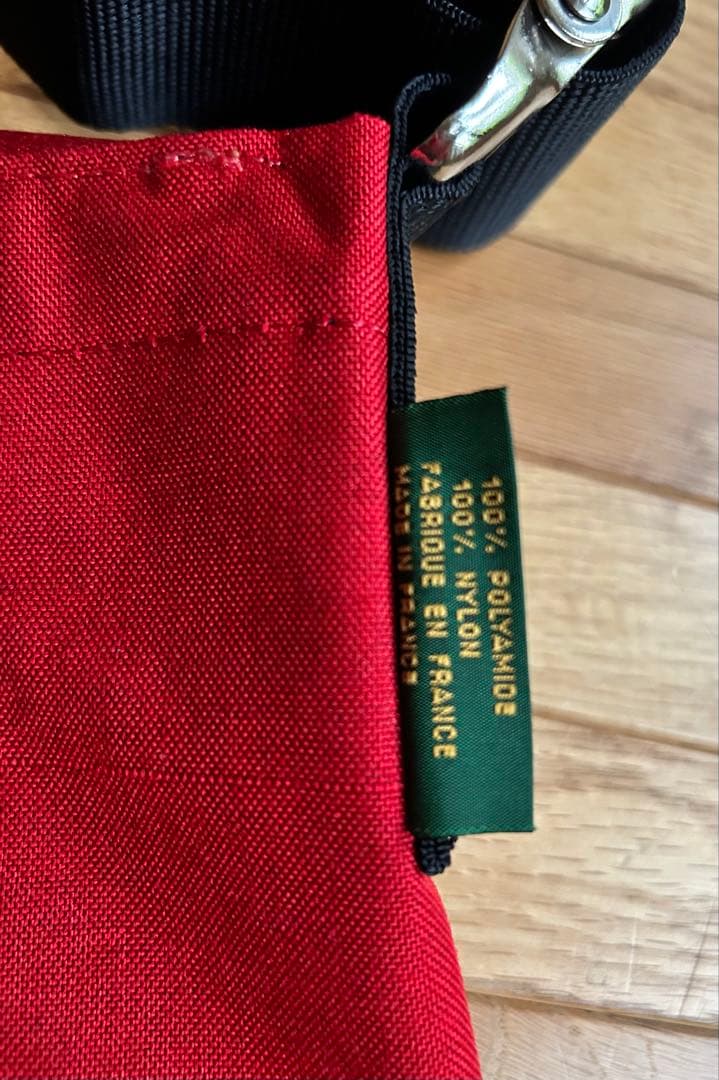 100% POLYAMIDE
100% NYLON
FABRIQUE EN FRANCE
MADE IN FRANCE